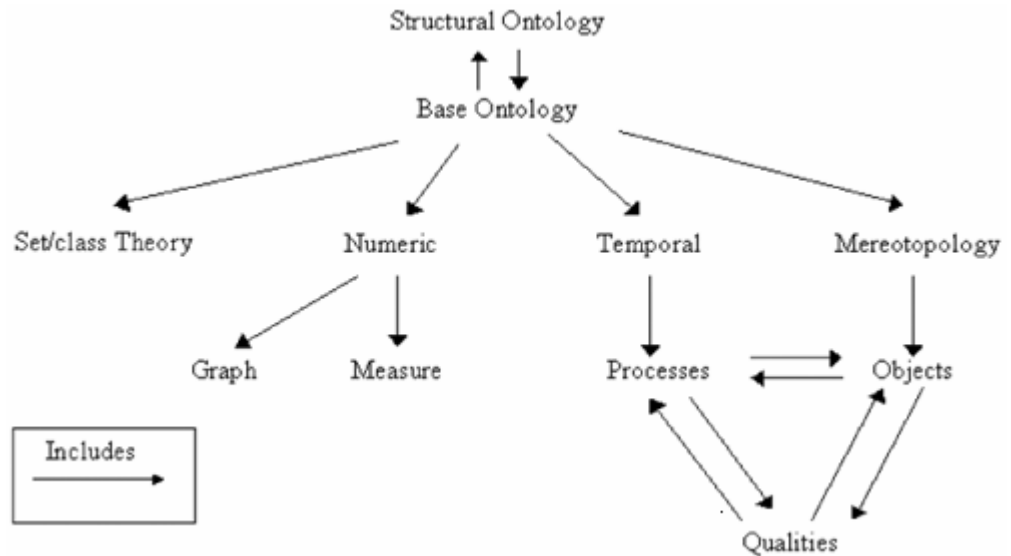 Structural Ontology
Base Ontology
Set/class Theory
Numeric
Temporal
Mereotopology
Graph
Measure
Processes
Objects
Includes
Qualities